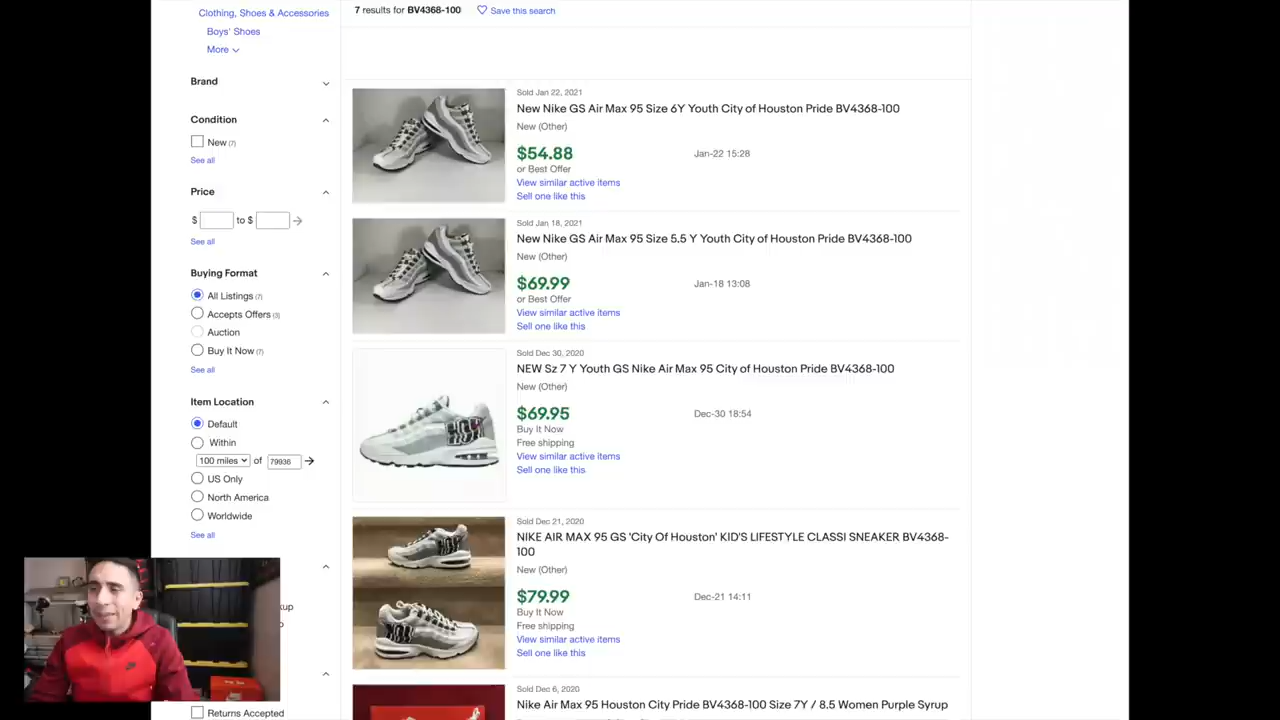 Clothing, Shoes & Accessories
Boys' Shoes
More
Brand
Condition
New (7)
See all
Price
$ to $
See all
Buying Format
All Listings (7)
Accepts Offers (3)
Auction
Buy It Now (7)
See all
Item Location
Default
Within
100 miles of 79936
US Only
North America
Worldwide
See all
Returns Accepted
7 results for BV4368-100
Save this search
Sold Jan 22, 2021
New Nike GS Air Max 95 Size 6Y Youth City of Houston Pride BV4368-100
New (Other)
$54.88 Jan-22 15:28
or Best Offer
View similar active items
Sell one like this
Sold Jan 18, 2021
New Nike GS Air Max 95 Size 5.5 Y Youth City of Houston Pride BV4368-100
New (Other)
$69.99 Jan-18 13:08
or Best Offer
View similar active items
Sell one like this
Sold Dec 30, 2020
NEW Sz 7 Y Youth GS Nike Air Max 95 City of Houston Pride BV4368-100
New (Other)
$69.95 Dec-30 18:54
Buy It Now
Free shipping
View similar active items
Sell one like this
Sold Dec 21, 2020
NIKE AIR MAX 95 GS 'City Of Houston' KID'S LIFESTYLE CLASSI SNEAKER BV4368-
100
New (Other)
$79.99 Dec-21 14:11
Buy It Now
Free shipping
View similar active items
Sell one like this
Sold Dec 6, 2020
Nike Air Max 95 Houston City Pride BV4368-100 Size 7Y / 8.5 Women Purple Syrup